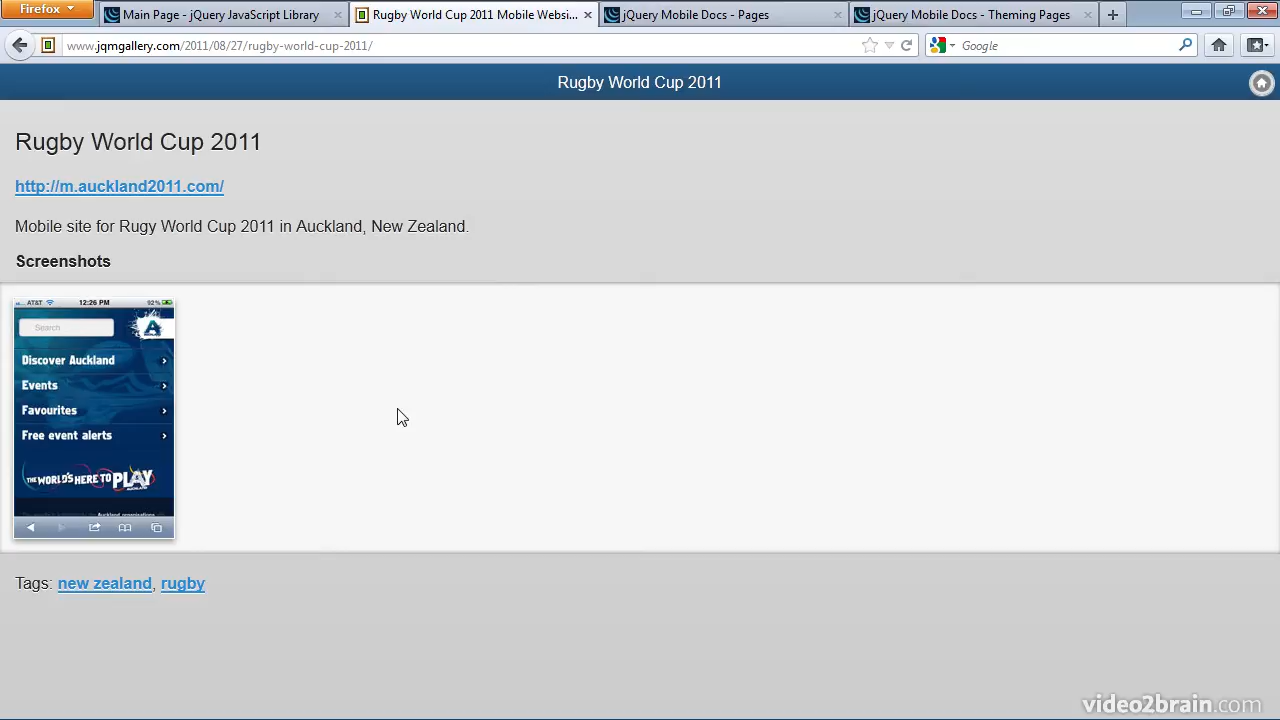 Firefox
Main Page - jQuery JavaScript Library
Rugby World Cup 2011 Mobile Websi...
jQuery Mobile Docs - Pages
jQuery Mobile Docs - Theming Pages
www.jqmgallery.com/2011/08/27/rugby-world-cup-2011/
Google
Rugby World Cup 2011
Rugby World Cup 2011
http://m.auckland2011.com/
Mobile site for Rugy World Cup 2011 in Auckland, New Zealand.
Screenshots
AT&T 12:26 PM 92%
Search
A
Discover Auckland
Events
Favourites
Free event alerts
THE WORLD'S HERE TO PLAY
Auckland organisations
Tags: new zealand, rugby
video2brain.com